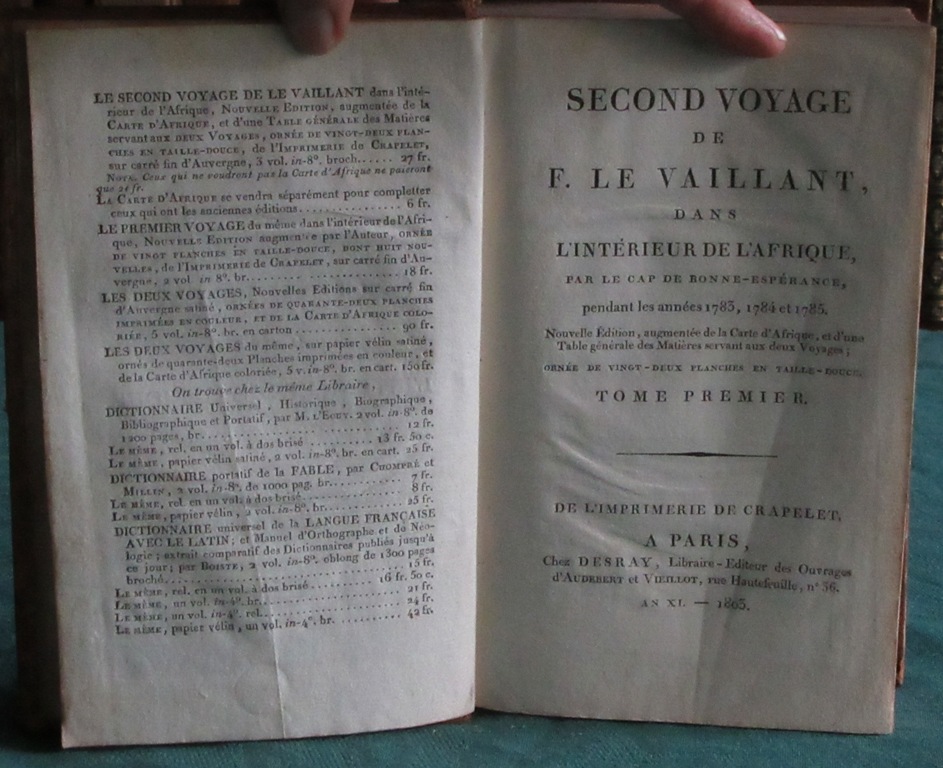 LE SECOND VOYAGE DE LE VAILLANT dans l'inté-
rieur de l'Afrique, NOUVELLE EDITION, augmentée de la
CARTE D'AFRIQUE, et d'une TABLE GÉNÉRALE des Matières
servant aux DEUX VOYAGES, ORNÉE DE VINGT-DEUX PLAN-
CHES EN TAILLE-DOUCE, de l'IMPRIMERIE de CRAPELET,
sur carré fin d'Auvergne, 3 vol. in-8°. broch...... 27 fr.
NOTA. Ceux qui ne voudront pas la Carte d'Afrique ne paieront
que 21 fr.
LA CARTE D'AFRIQUE se vendra séparément pour completter
ceux qui ont les anciennes éditions................ 6 fr.
LE PREMIER VOYAGE du même dans l'intérieur de l'Afri-
que, NOUVELLE EDITION augmentée par l'Auteur, ORNÉE
DE VINGT PLANCHES EN TAILLE-DOUCE, DONT HUIT NOU-
VELLES, de l'IMPRIMERIE de CRAPELET, sur carré fin d'Au-
vergne, 2 vol. in 8°. br........................ 18 fr.
LES DEUX VOYAGES, Nouvelles Editions sur carré fin
d'Auvergne satiné, ORNÉES DE QUARANTE-DEUX PLANCHES
IMPRIMÉES EN COULEUR, ET DE LA CARTE D'AFRIQUE COLO-
RIÉE, 5 vol. in-8°. br. en carton ................ 90 fr.
LES DEUX VOYAGES du même, sur papier vélin satiné,
ornés de quarante-deux Planches imprimées en couleur, et
de la Carte d'Afrique coloriée, 5 v. in-8°. br. en cart. 150 fr.
On trouve chez le même Libraire,
DICTIONNAIRE Universel, Historique, Biographique,
Bibliographique et Portatif, par M. L'ECUY. 2 vol. in-8°. de
1200 pages, br........................ 12 fr.
LE MÊME, rel. en un vol. à dos brisé .......... 13 fr. 50 c.
LE MÊME, papier vélin satiné, 2 vol. in-8°. br. en cart. 25 fr.
DICTIONNAIRE portatif de la FABLE, par CHOMPRÉ et
MILLIN, 2 vol. in-8°. de 1000 pag. br............ 7 fr.
LE MÊME, rel. en un vol. à dos brisé............ 8 fr.
LE MÊME, papier vélin, 2 vol. in-8°. br.......... 25 fr.
DICTIONNAIRE universel de la LANGUE FRANÇAISE
AVEC LE LATIN; et Manuel d'Orthographe et de Néo-
logie; extrait comparatif des Dictionnaires publiés jusqu'à
ce jour; par BOISTE, 2 vol. in-8°. oblong de 1300 pages
broché........................ 15 fr.
LE MÊME, rel. en un vol. à dos brisé........ 16 fr. 50 c.
LE MÊME, un vol. in-4°. br.................. 21 fr.
LE MÊME, un vol. in-4°. rel.................. 24 fr.
LE MÊME, papier vélin, un vol. in-4°. br. .......... 42 fr.
SECOND VOYAGE
DE
F. LE VAILLANT,
DANS
L'INTÉRIEUR DE L'AFRIQUE,
PAR LE CAP DE BONNE-ESPÉRANCE,
pendant les années 1783, 1784 et 1785.
Nouvelle Édition, augmentée de la Carte d'Afrique, et d'une
Table générale des Matières servant aux deux Voyages;
ORNÉE DE VINGT-DEUX PLANCHES EN TAILLE-DOUCE.
TOME PREMIER.
DE L'IMPRIMERIE DE CRAPELET.
A PARIS,
Chez DESRAY, Libraire-Editeur des Ouvrages
d'AUDEBERT et VIEILLOT, rue Hautefeuille, n° 36.
AN XI. — 1803.